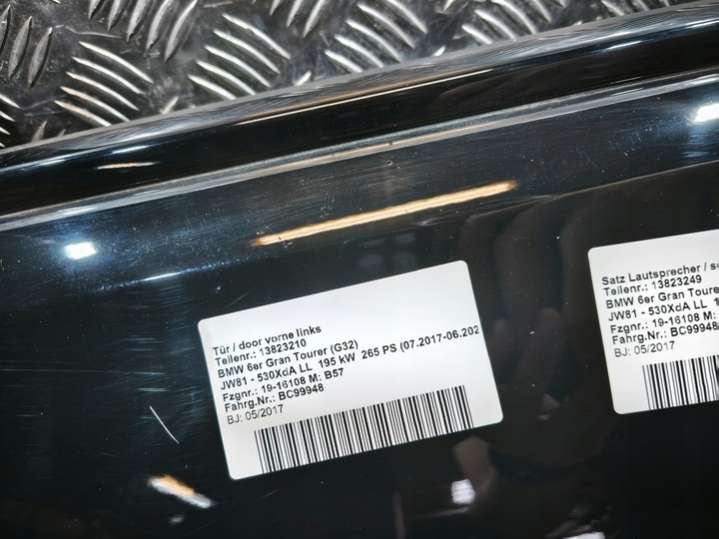 Tür / door vorne links
Teilenr.: 13823210
BMW 6er Gran Tourer (G32)
JW81 - 530XdA LL 195 kW 265 PS (07.2017-06.202
Fzgnr.: 19-16108 M: B57
Fahrg.Nr.: BC99948
BJ: 05/2017
Satz Lautsprecher /
Teilenr.: 13823249
BMW 6er Gran Tourer
JW81 - 530XdA LL
Fzgnr.: 19-16108 M:
Fahrg.Nr.: BC99948
BJ: 05/2017